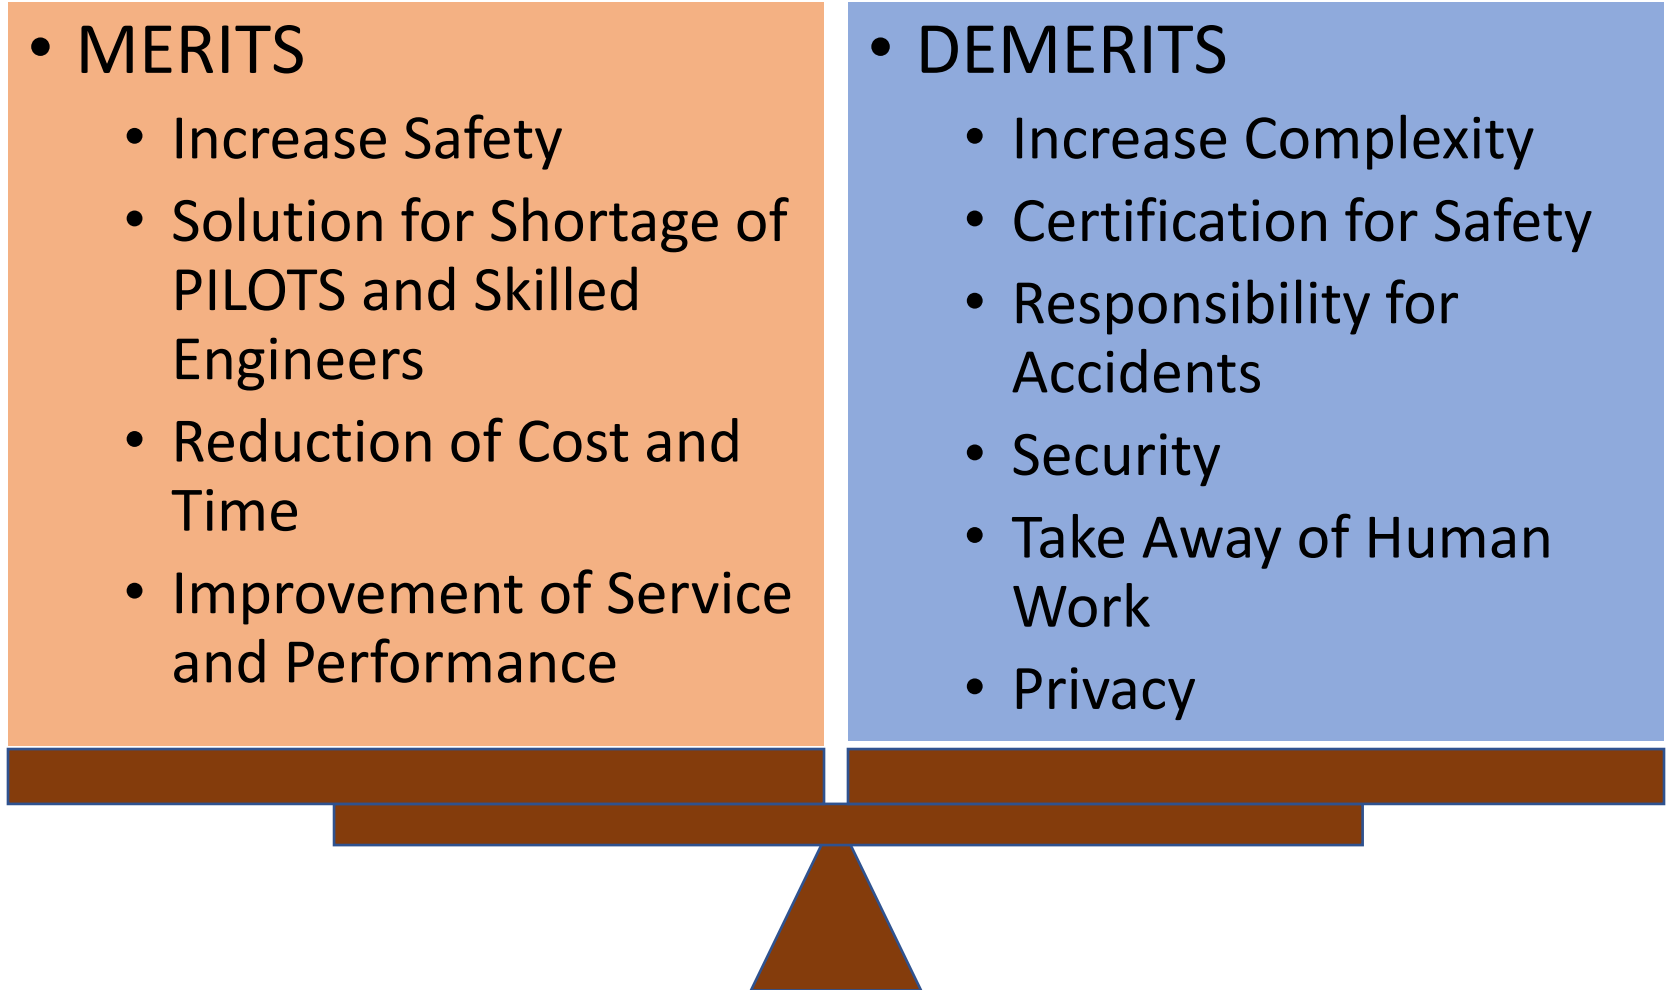 • MERITS
• Increase Safety
• Solution for Shortage of
PILOTS and Skilled
Engineers
• Reduction of Cost and
Time
• Improvement of Service
and Performance
• DEMERITS
• Increase Complexity
• Certification for Safety
• Responsibility for
Accidents
• Security
• Take Away of Human
Work
• Privacy